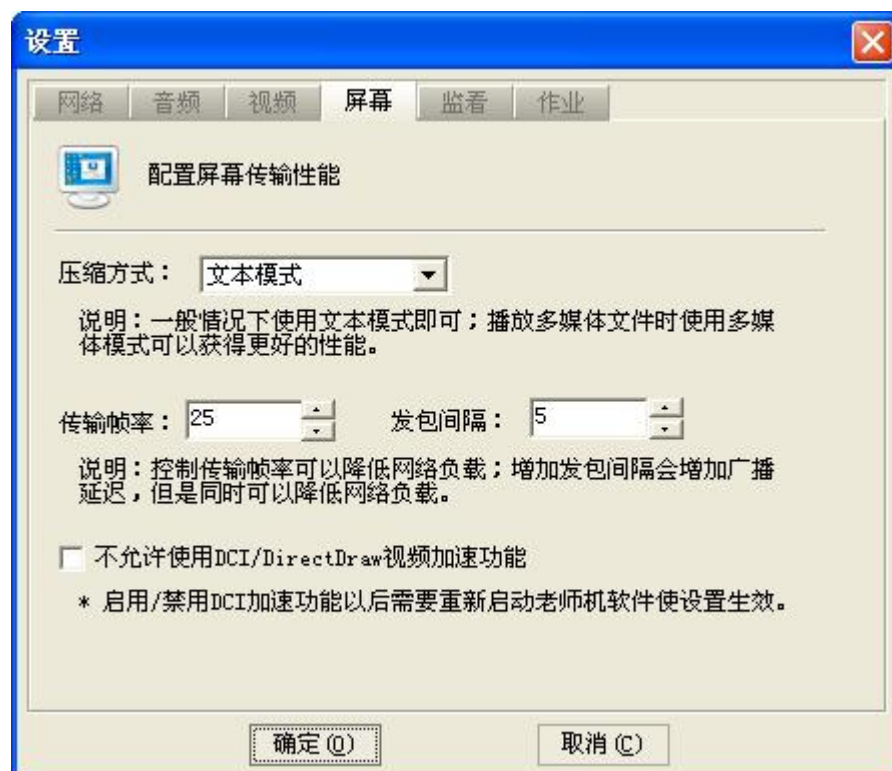 设置
网络 音频 视频 屏幕 监看 作业
配置屏幕传输性能
压缩方式： 文本模式
说明：一般情况下使用文本模式即可；播放多媒体文件时使用多媒
体模式可以获得更好的性能。
传输帧率： 25 发包间隔： 5
说明：控制传输帧率可以降低网络负载；增加发包间隔会增加广播
延迟，但是同时可以降低网络负载。
不允许使用DCI/DirectDraw视频加速功能
* 启用/禁用DCI加速功能以后需要重新启动老师机软件使设置生效。
确定(O) 取消(C)